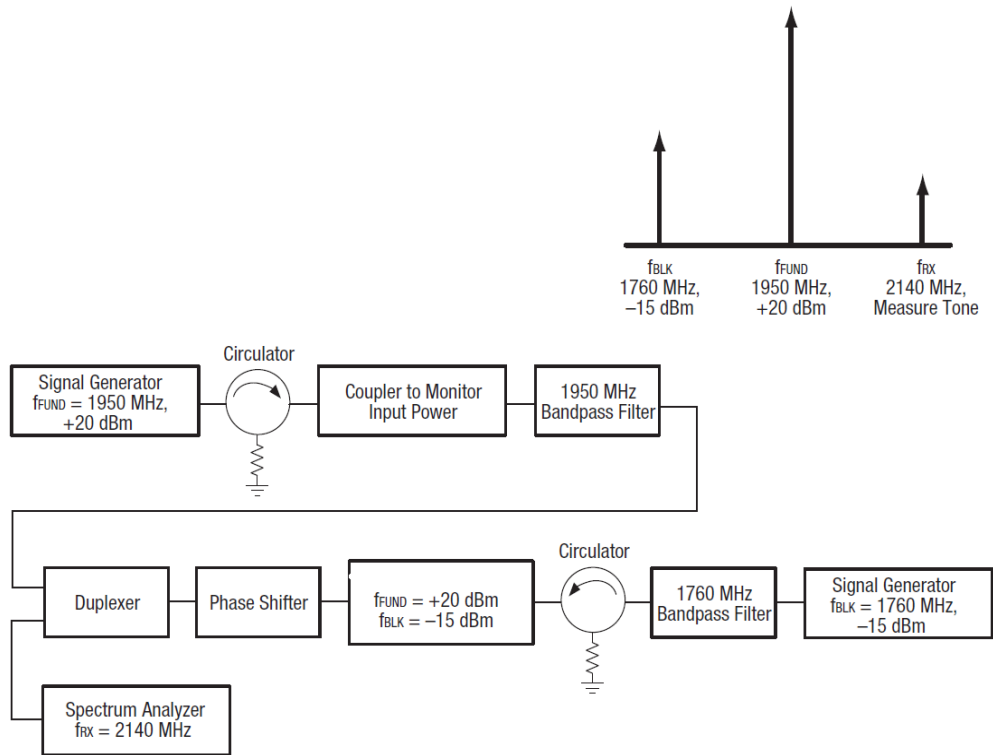 fBLK
1760 MHz,
–15 dBm
fFUND
1950 MHz,
+20 dBm
fRX
2140 MHz,
Measure Tone
Circulator
Signal Generator
fFUND = 1950 MHz,
+20 dBm
Coupler to Monitor
Input Power
1950 MHz
Bandpass Filter
Duplexer
Phase Shifter
fFUND = +20 dBm
fBLK = –15 dBm
Circulator
1760 MHz
Bandpass Filter
Signal Generator
fBLK = 1760 MHz,
–15 dBm
Spectrum Analyzer
fRX = 2140 MHz